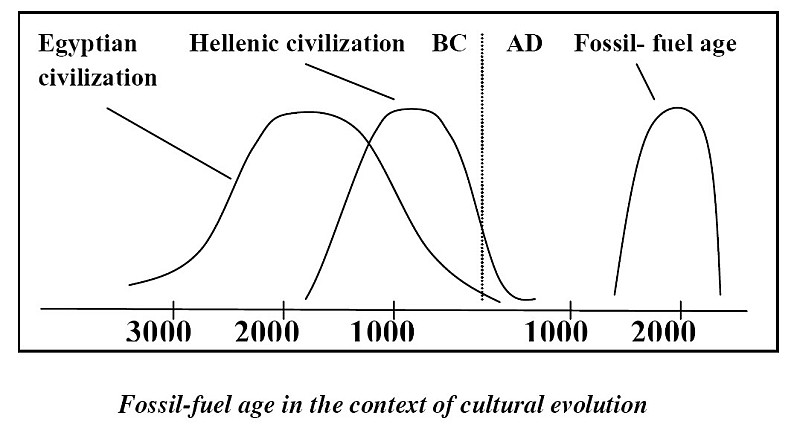 Egyptian civilization
Hellenic civilization
BC
AD
Fossil- fuel age
3000
2000
1000
1000
2000
Fossil-fuel age in the context of cultural evolution